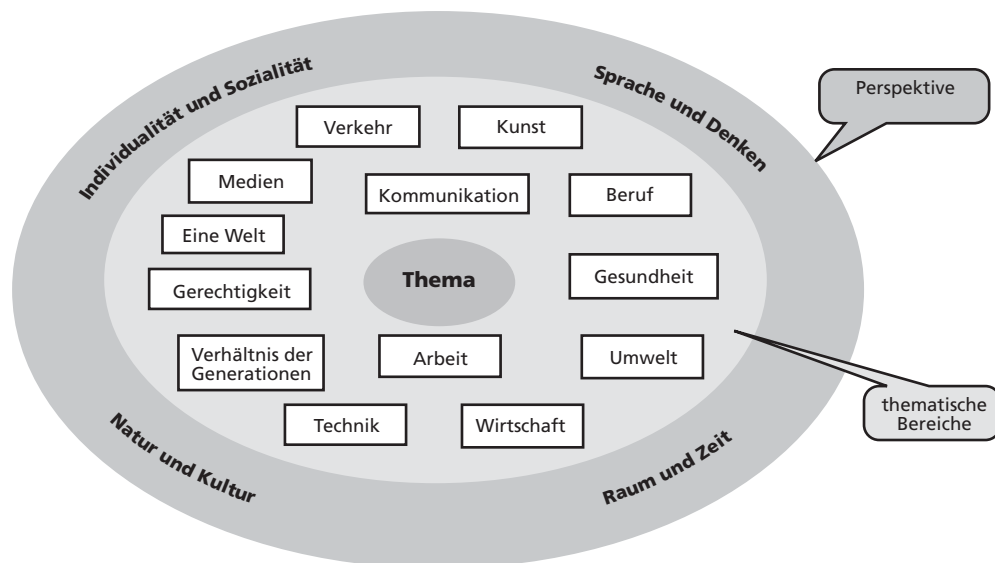 Individualität und Sozialität
Sprache und Denken
Perspektive
Verkehr
Kunst
Medien
Kommunikation
Beruf
Eine Welt
Gerechtigkeit
Thema
Gesundheit
Verhältnis der
Generationen
Arbeit
Umwelt
Technik
Wirtschaft
thematische
Bereiche
Natur und Kultur
Raum und Zeit